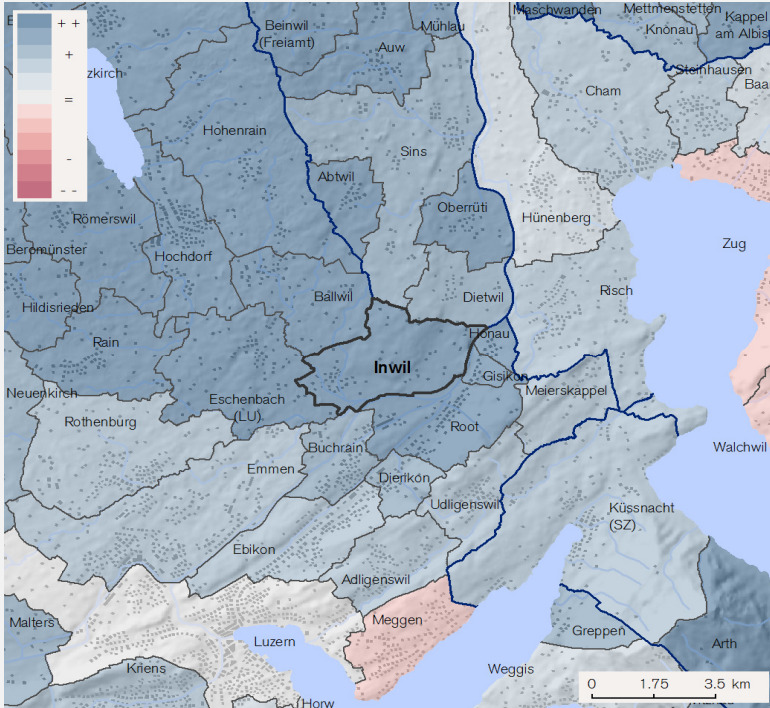 Maschwanden
Mettmenstetten
Kappel
am Albis
Knonau
Beinwil
(Freiamt)
Mühlau
Auw
+ +
+
=
-
- -
Steinhausen
Cham
Hohenrain
Sins
Abtwil
Oberrüti
Hünenberg
Römerswil
Zug
Beromünster
Hochdorf
Risch
Ballwil
Dietwil
Hildisrieden
Honau
Rain
Inwil
Gisikon
Meierskappel
Neuenkirch
Eschenbach
(LU)
Rothenburg
Root
Buchrain
Walchwil
Emmen
Dierikon
Udligenswil
Küssnacht
(SZ)
Ebikon
Adligenswil
Malters
Meggen
Greppen
Luzern
Arth
Kriens
Weggis
Horw
0 1.75 3.5 km